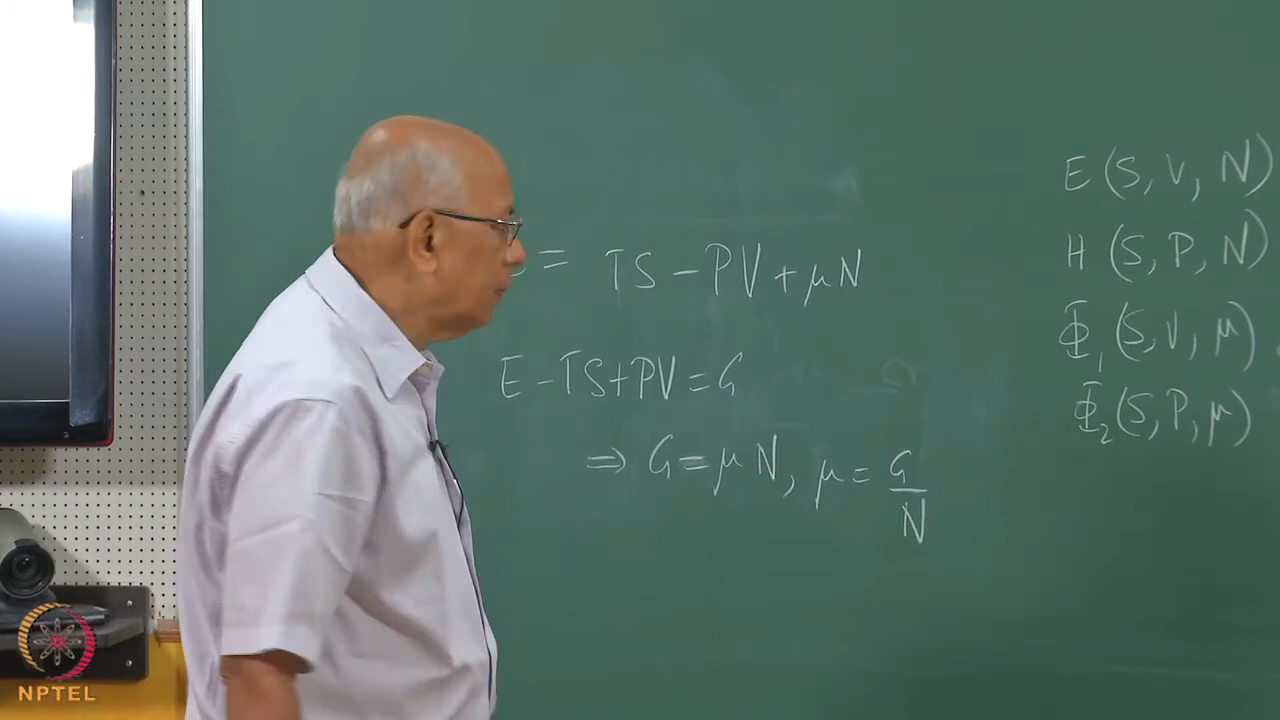 = TS - PV + μN
E - TS + PV = G
⇒ G = μN, μ = G/N
E (S, V, N)
H (S, P, N)
Φ₁ (S, V, μ)
Φ₂ (S, P, μ)
NPTEL